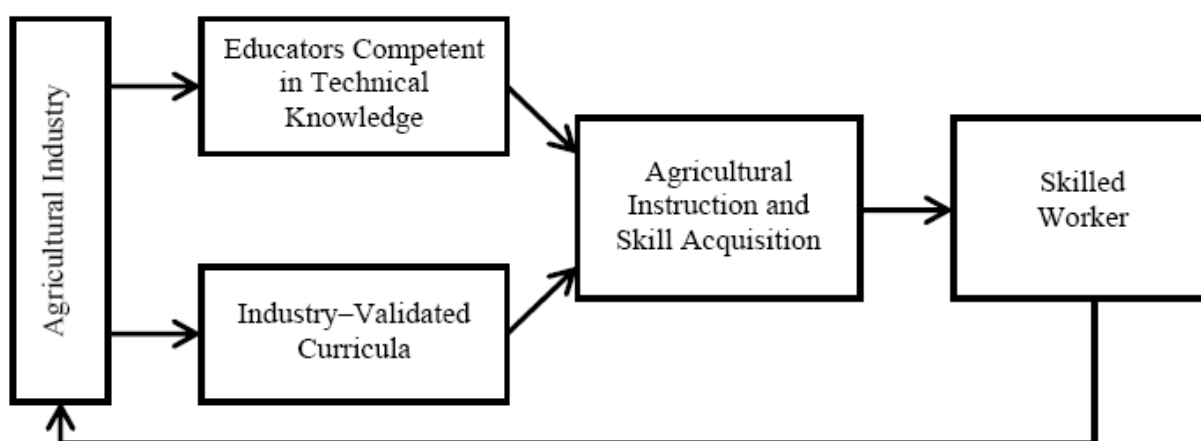 Agricultural Industry
Educators Competent
in Technical
Knowledge
Industry–Validated
Curricula
Agricultural
Instruction and
Skill Acquisition
Skilled
Worker